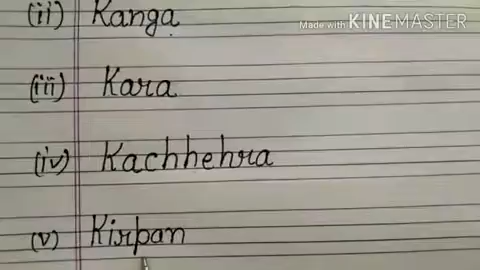 (ii) Kanga
Made with KINEMASTER
(iii) Kara
(iv) Kachhehra
(v) Kirpan